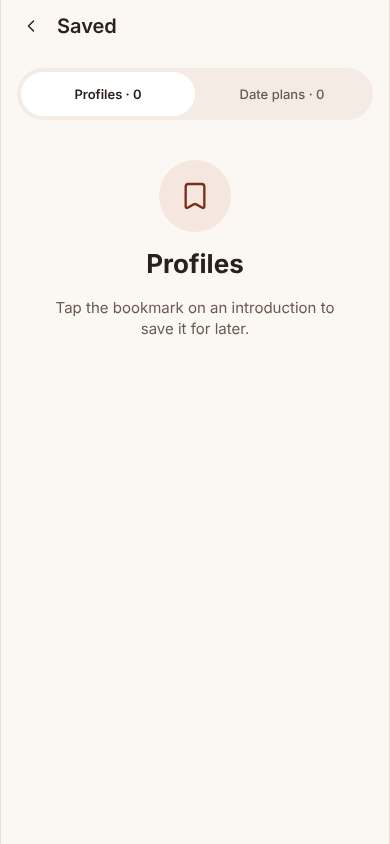 Saved
Profiles · 0
Date plans · 0
Profiles
Tap the bookmark on an introduction to
save it for later.